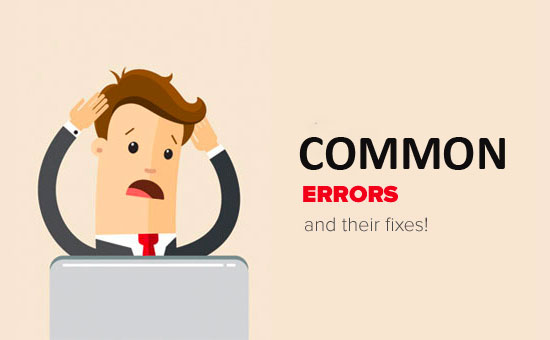 COMMON
ERRORS
and their fixes!